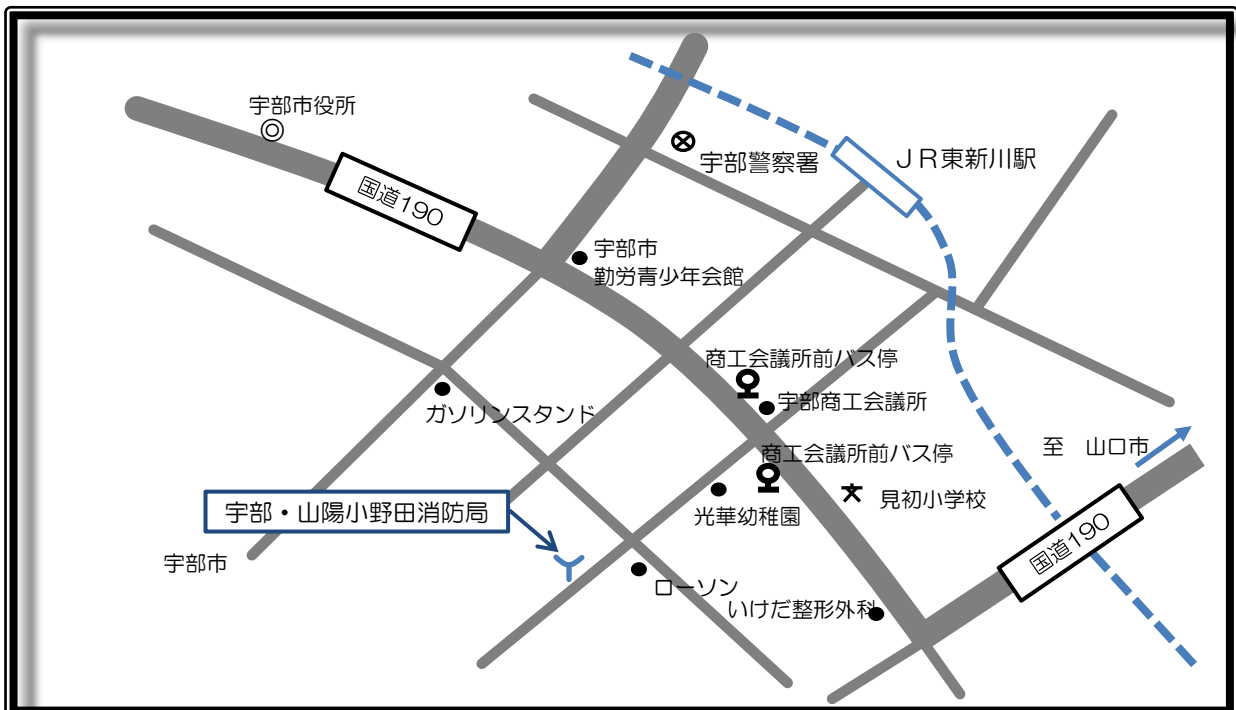 宇部市役所
国道190
宇部警察署
ＪＲ東新川駅
宇部市
勤労青少年会館
商工会議所前バス停
宇部商工会議所
ガソリンスタンド
商工会議所前バス停
至　山口市
光華幼稚園
見初小学校
宇部・山陽小野田消防局
国道190
宇部市
ローソン
いけだ整形外科